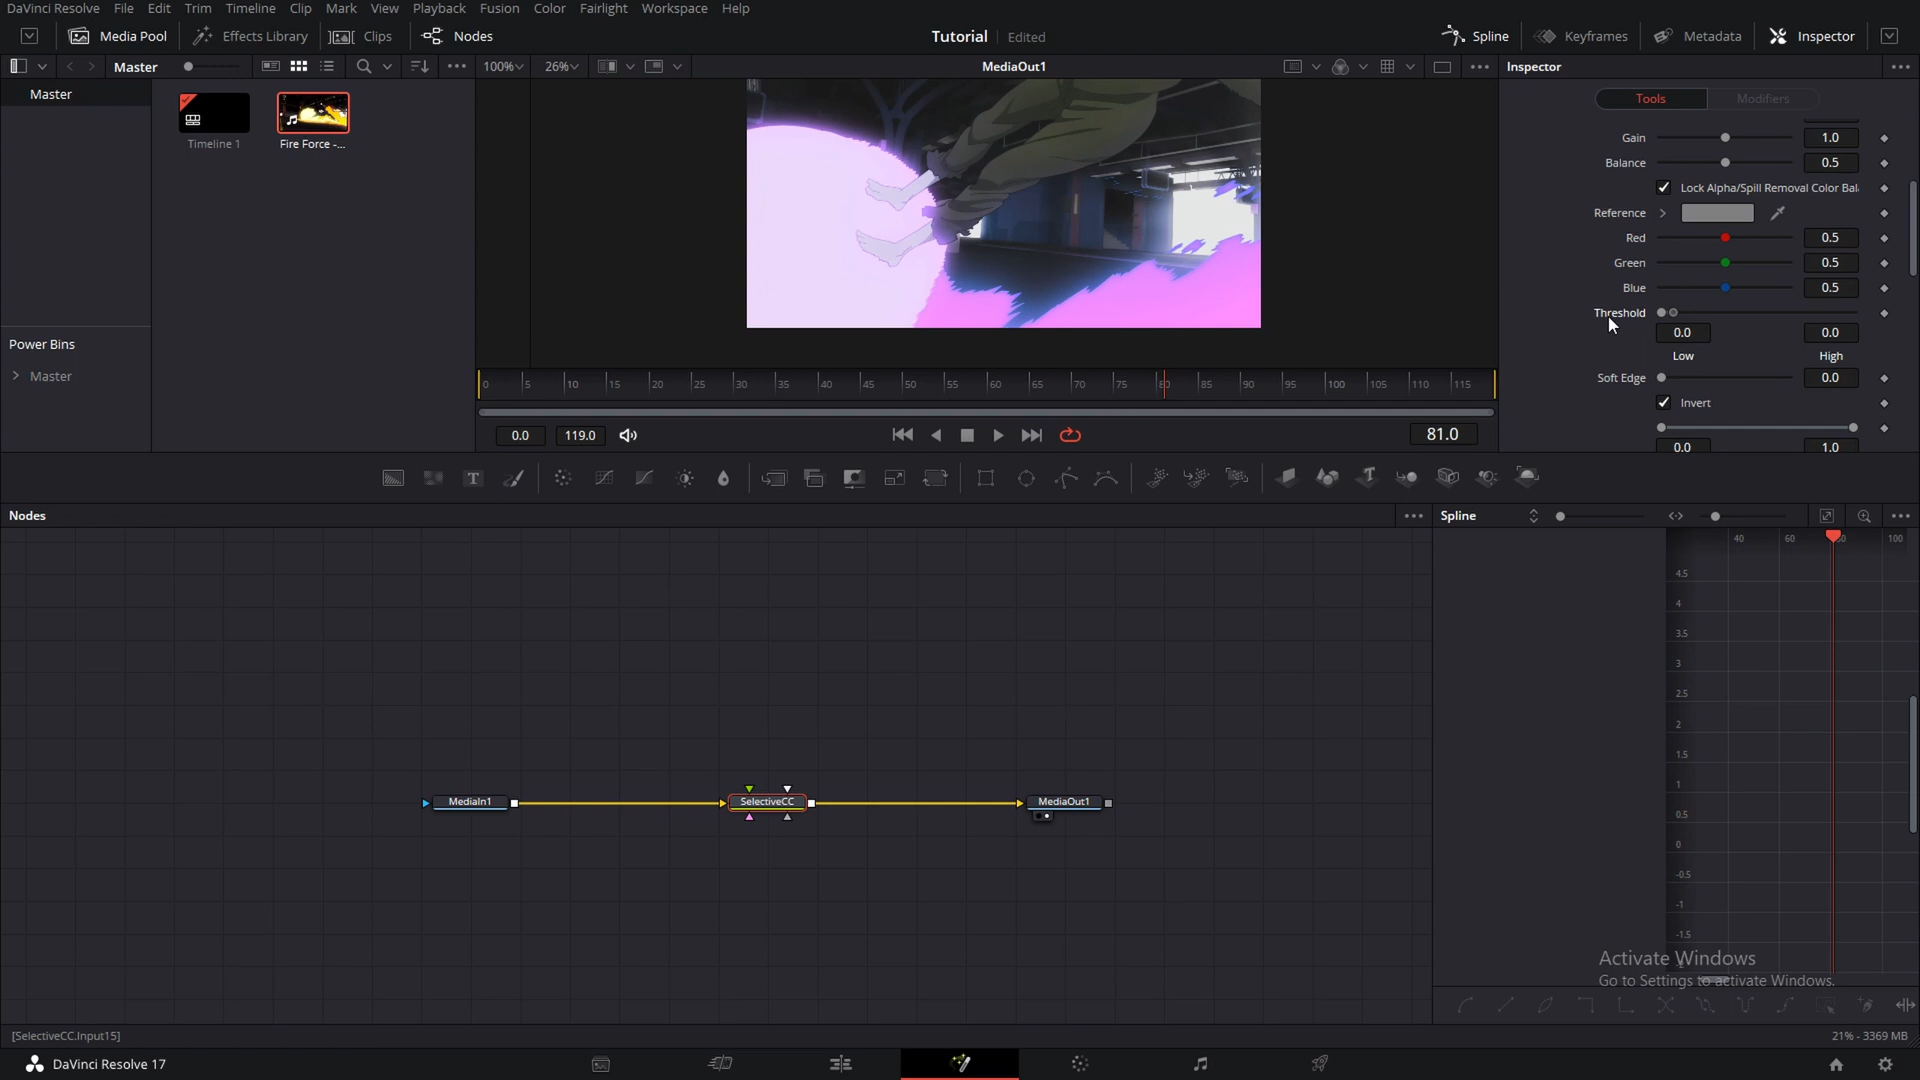 DaVinci Resolve File Edit Trim Timeline Clip Mark View Playback Fusion Color Fairlight Workspace Help
Media Pool Effects Library Clips Nodes Tutorial Edited Spline Keyframes Metadata Inspector
Master 100% 26% MediaOut1 Inspector
Master
Timeline 1
Fire Force -...
Power Bins
Master
0 5 10 15 20 25 30 35 40 45 50 55 60 65 70 75 80 85 90 95 100 105 110 115
0.0 119.0 81.0
Tools Modifiers
Gain 1.0
Balance 0.5
Lock Alpha/Spill Removal Color Bal
Reference
Red 0.5
Green 0.5
Blue 0.5
Threshold
0.0 0.0
Low High
Soft Edge 0.0
Invert
0.0 1.0
Nodes
Spline
MediaIn1
SelectiveCC
MediaOut1
40 60 80 100
4.5
4
3.5
3
2.5
2
1.5
1
0.5
0
-0.5
-1
-1.5
Activate Windows
Go to Settings to activate Windows.
[SelectiveCC.Input15]
21% - 3369 MB
DaVinci Resolve 17